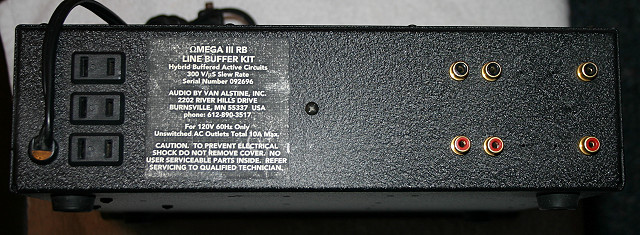 ΩMEGA III RB
LINE BUFFER KIT
Hybrid Buffered Active Circuits
300 V/µS Slew Rate
Serial Number 092696
AUDIO BY VAN ALSTINE, INC.
2202 RIVER HILLS DRIVE
BURNSVILLE, MN 55337 USA
phone: 612-890-3517
For 120V 60Hz Only
Unswitched AC Outlets Total 10A Max.
CAUTION. TO PREVENT ELECTRICAL
SHOCK DO NOT REMOVE COVER. NO
USER SERVICEABLE PARTS INSIDE. REFER
SERVICING TO QUALIFIED TECHNICIAN.